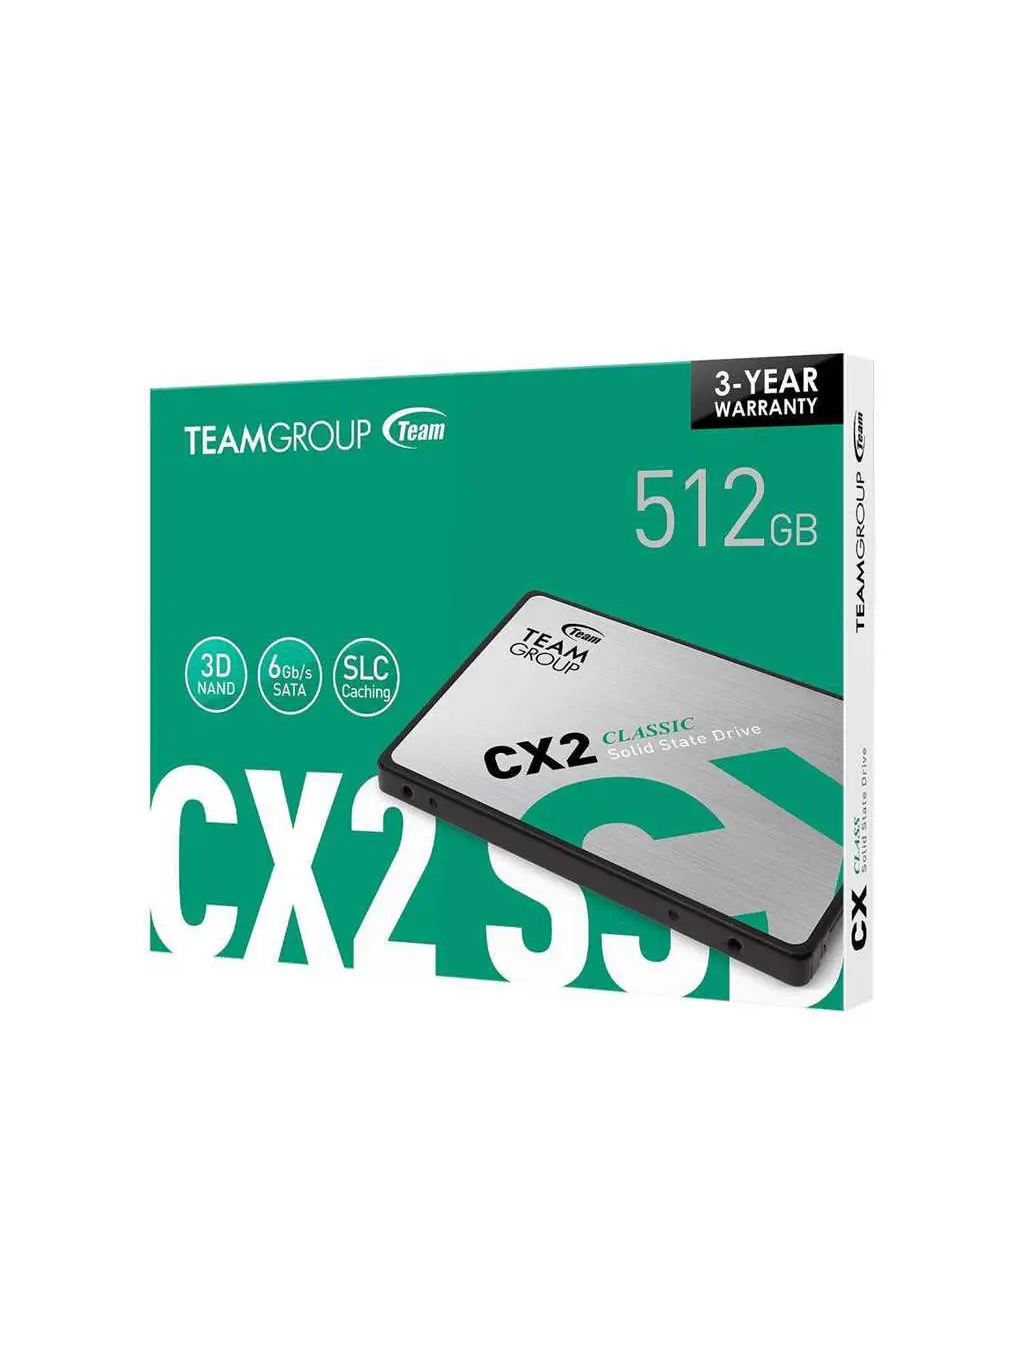 3-YEAR
WARRANTY
TEAMGROUP Team
512GB
3D
NAND
6Gb/s
SATA
SLC
Caching
Team
TEAM
GROUP
CX2 CLASSIC
Solid State Drive
CX2 SSD
TEAMGROUP Team
CX CLASS
Solid State Drive